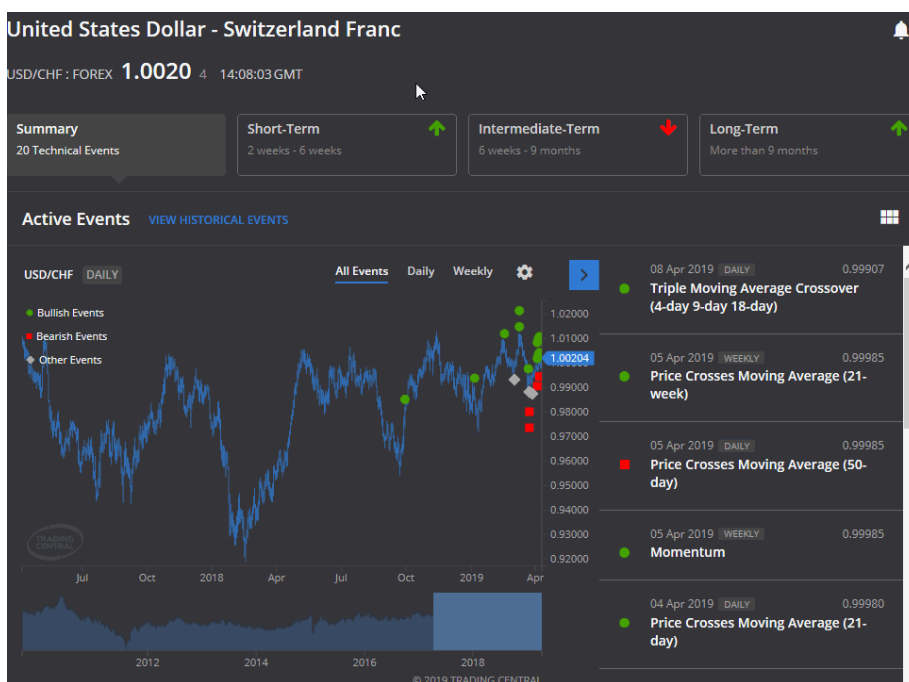 United States Dollar - Switzerland Franc
USD/CHF : FOREX 1.0020 4 14:08:03 GMT
Summary
20 Technical Events
Short-Term
2 weeks - 6 weeks
Intermediate-Term
6 weeks - 9 months
Long-Term
More than 9 months
Active Events VIEW HISTORICAL EVENTS
USD/CHF DAILY
All Events Daily Weekly
Bullish Events
Bearish Events
Other Events
1.02000
1.01000
1.00204
0.99000
0.98000
0.97000
0.96000
0.95000
0.94000
0.93000
0.92000
TRADING
CENTRAL
Jul Oct 2018 Apr Jul Oct 2019 Apr
2012 2014 2016 2018
© 2019 TRADING CENTRAL
08 Apr 2019 DAILY 0.99907
Triple Moving Average Crossover
(4-day 9-day 18-day)
05 Apr 2019 WEEKLY 0.99985
Price Crosses Moving Average (21-
week)
05 Apr 2019 DAILY 0.99985
Price Crosses Moving Average (50-
day)
05 Apr 2019 WEEKLY 0.99985
Momentum
04 Apr 2019 DAILY 0.99980
Price Crosses Moving Average (21-
day)